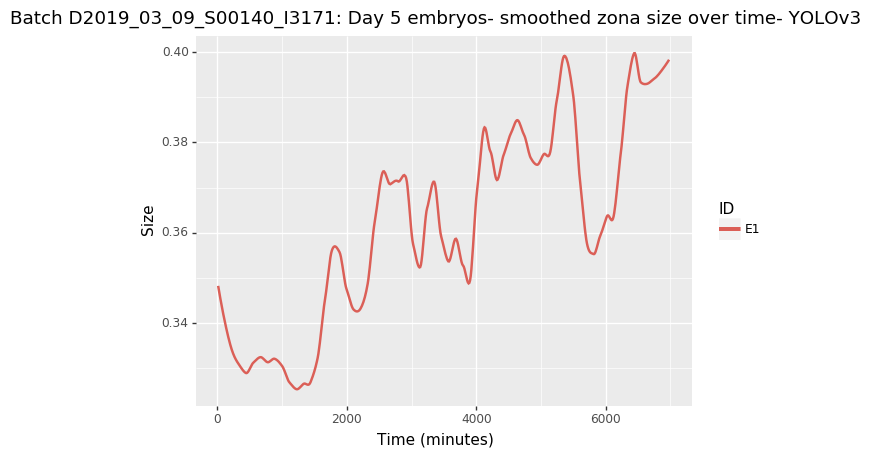 Batch D2019_03_09_S00140_I3171: Day 5 embryos- smoothed zona size over time- YOLOv3
0.40
0.38
0.36
0.34
Size
0
2000
4000
6000
Time (minutes)
ID
E1